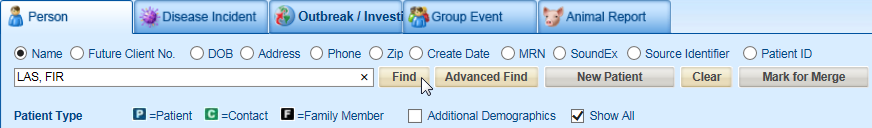 Person Disease Incident Outbreak / Investi Group Event Animal Report
Name Future Client No. DOB Address Phone Zip Create Date MRN SoundEx Source Identifier Patient ID
LAS, FIR × Find Advanced Find New Patient Clear Mark for Merge
Patient Type P =Patient C =Contact F =Family Member Additional Demographics Show All